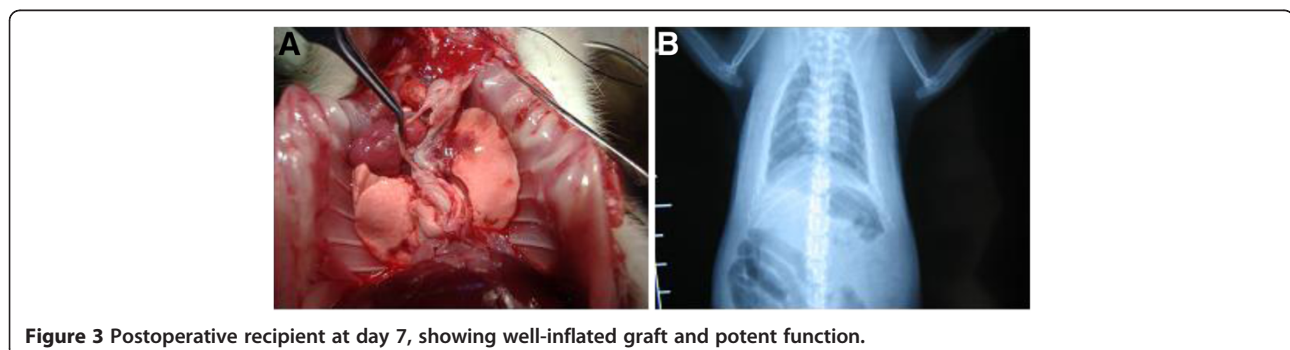 A
B
Figure 3 Postoperative recipient at day 7, showing well-inflated graft and potent function.